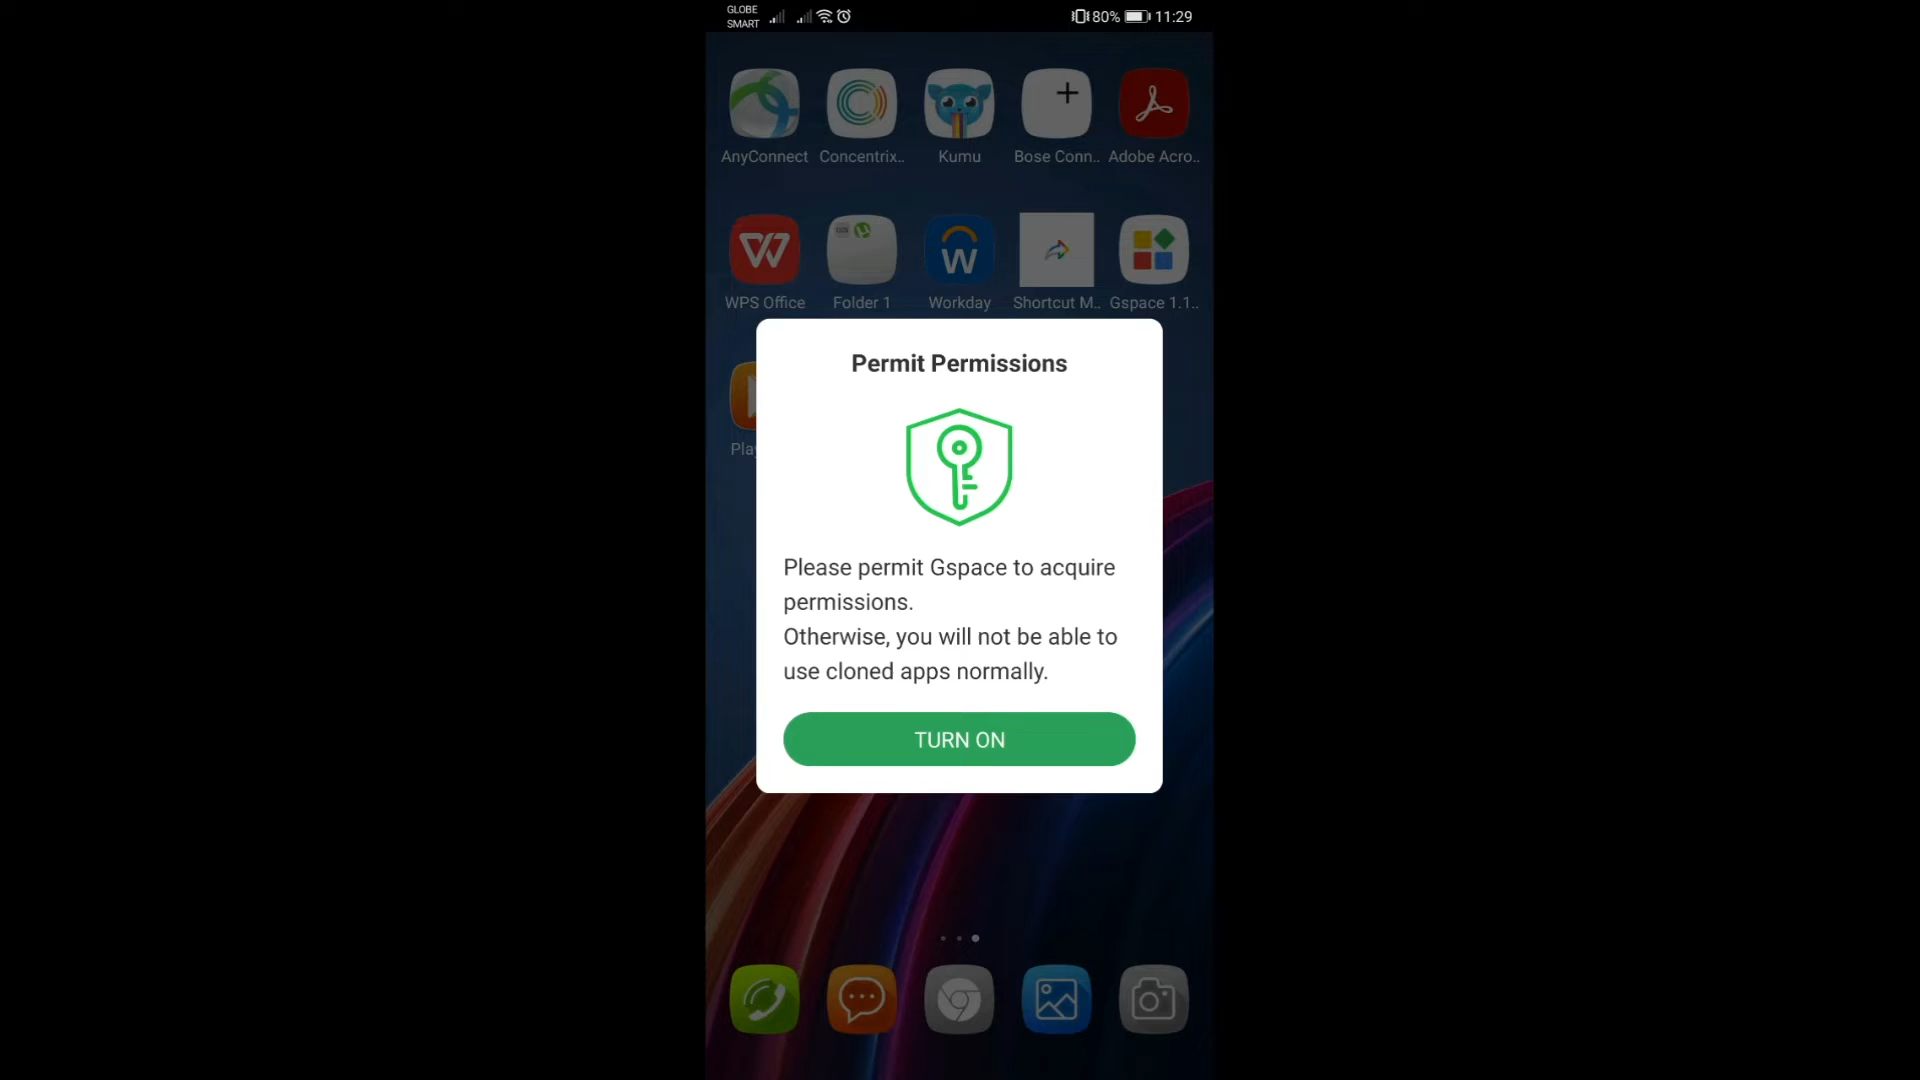 GLOBE
SMART
80% 11:29
AnyConnect Concentrix.. Kumu Bose Conn.. Adobe Acro..
WPS Office Folder 1 Workday Shortcut M.. Gspace 1.1..
Play
Permit Permissions
Please permit Gspace to acquire
permissions.
Otherwise, you will not be able to
use cloned apps normally.
TURN ON